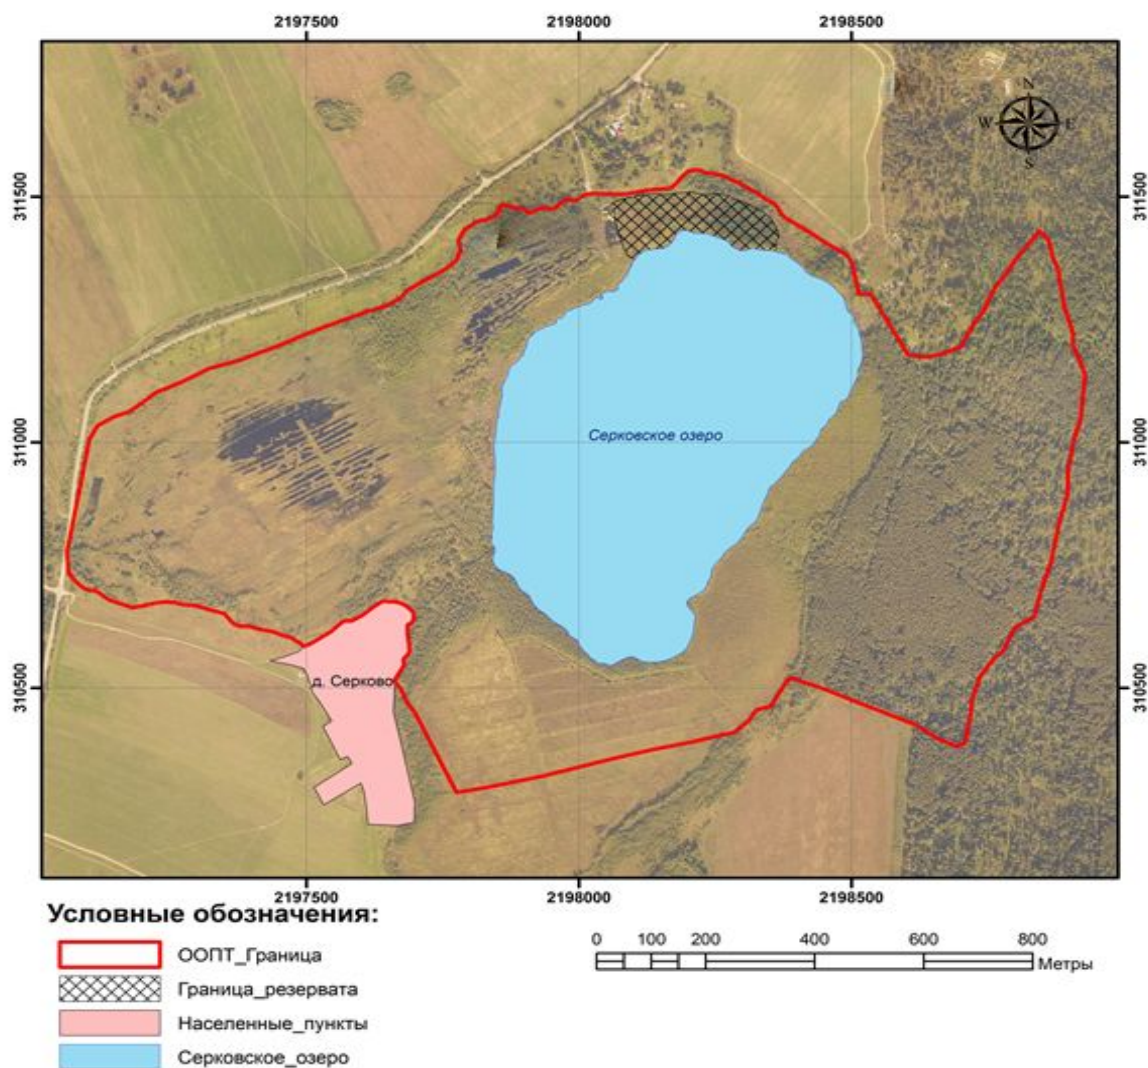 2197500 2198000 2198500
N
W E
S
311500 311500
Серковское озеро
311000 311000
д. Серково
310500 310500
2197500 2198000 2198500
Условные обозначения:
ООПТ_Граница
Граница_резервата
Населенные_пункты
Серковское_озеро
0 100 200 400 600 800
Метры